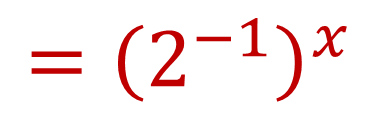 = (2⁻¹)ˣ